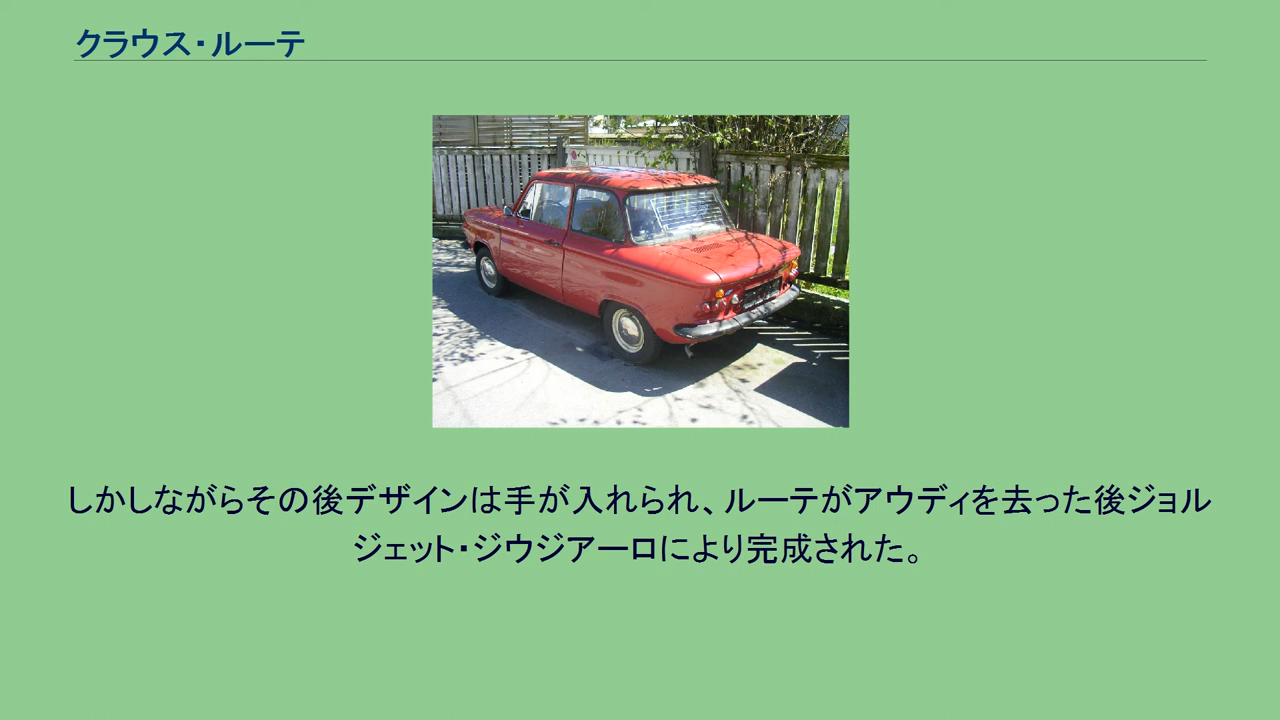 クラウス・ルーテ
しかしながらその後デザインは手が入れられ、ルーテがアウディを去った後ジョル
ジェット・ジウジアーロにより完成された。